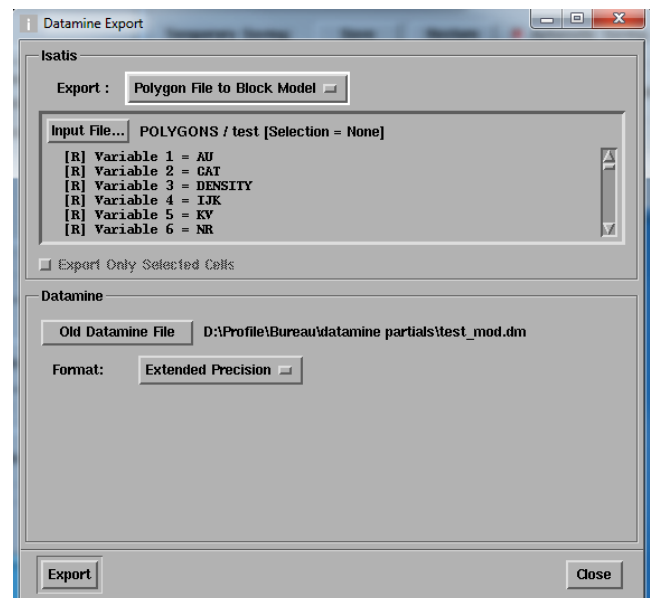 Datamine Export
Isatis
Export : Polygon File to Block Model
Input File... POLYGONS / test [Selection = None]
[R] Variable 1 = AU
[R] Variable 2 = CAT
[R] Variable 3 = DENSITY
[R] Variable 4 = IJK
[R] Variable 5 = KV
[R] Variable 6 = NR
Export Only Selected Cells
Datamine
Old Datamine File D:\Profile\Bureau\datamine partials\test_mod.dm
Format: Extended Precision
Export Close